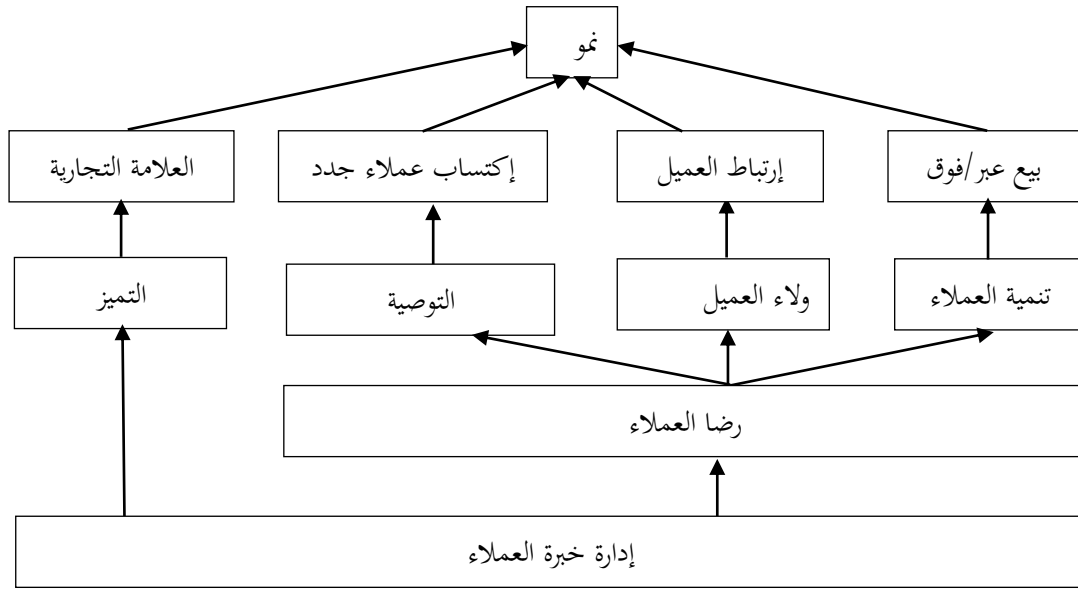 نمو
بيع عبر/فوق
إرتباط العميل
إكتساب عملاء جدد
العلامة التجارية
تنمية العملاء
ولاء العميل
التوصية
التميز
رضا العملاء
إدارة خبرة العملاء